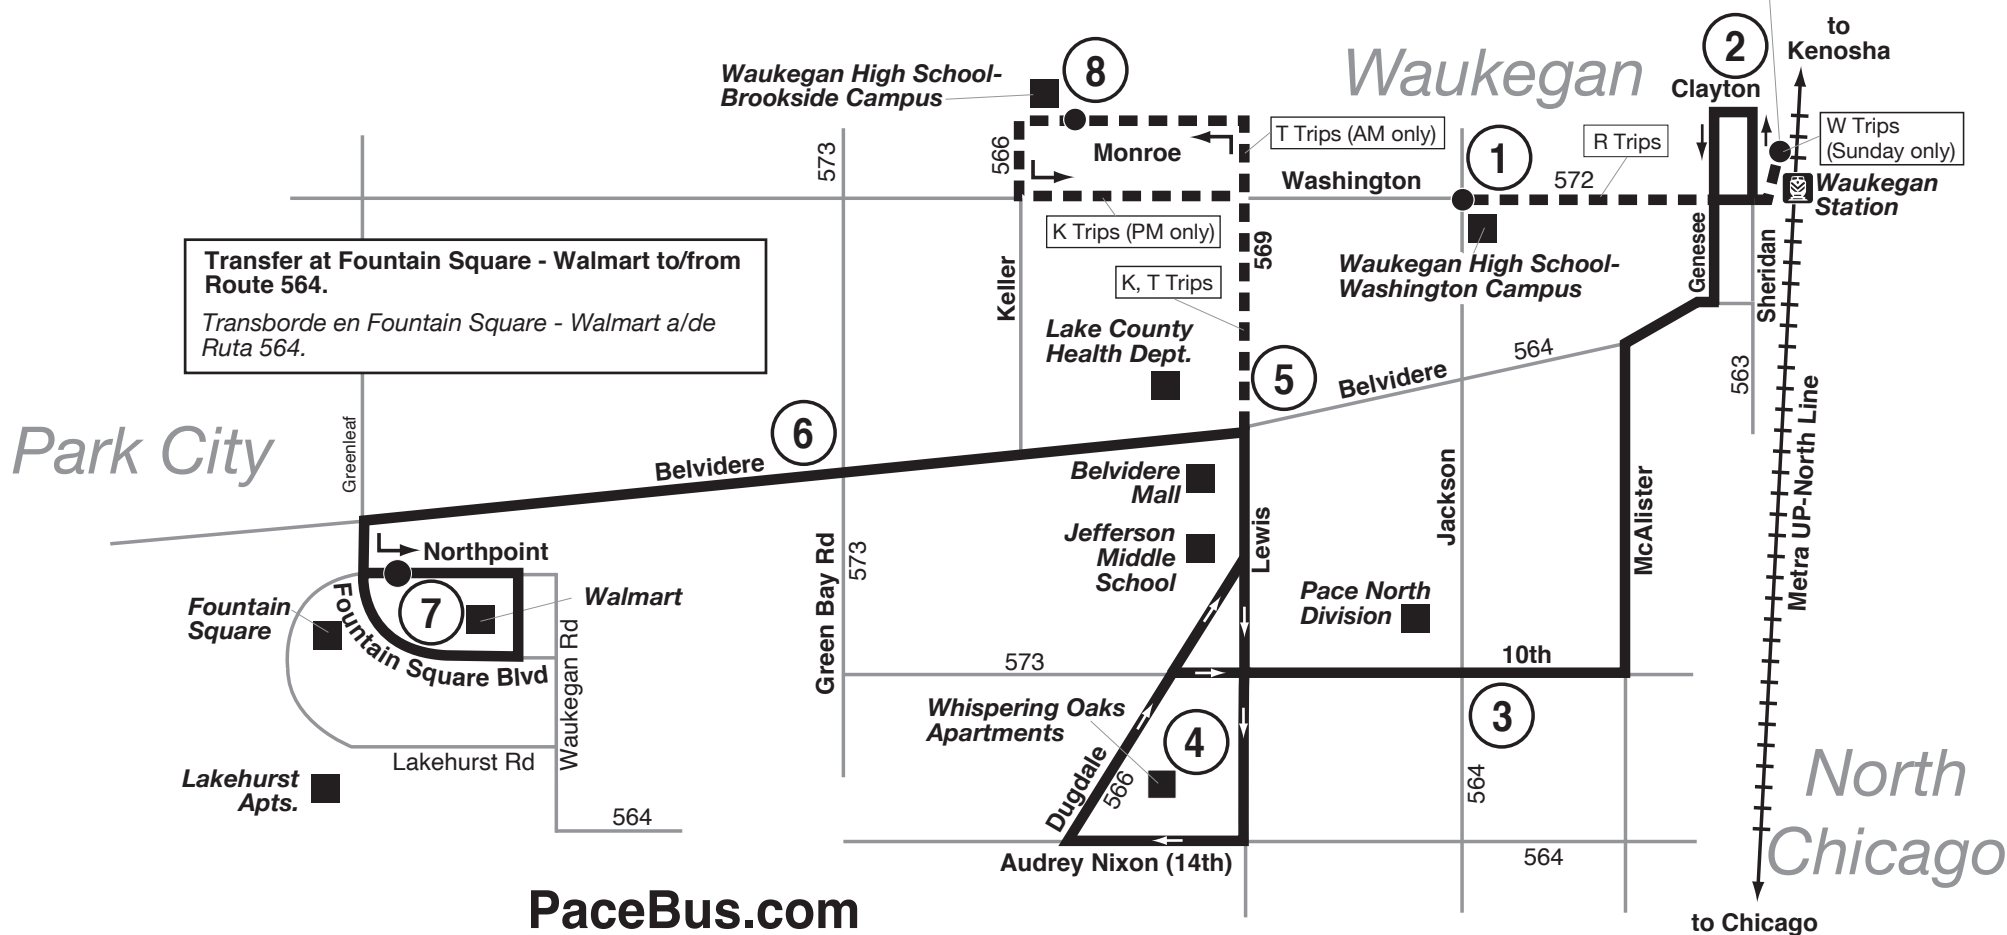 to
Kenosha
2
Clayton
Waukegan
8
Waukegan High School-
Brookside Campus
W Trips
(Sunday only)
T Trips (AM only)
R Trips
1
573
566
Monroe
Washington
572
Waukegan
Station
K Trips (PM only)
Transfer at Fountain Square - Walmart to/from
Route 564.
Transborde en Fountain Square - Walmart a/de
Ruta 564.
Keller
569
K, T Trips
Waukegan High School-
Washington Campus
Genesee
Sheridan
Lake County
Health Dept.
5
Belvidere
564
563
Park City
Greenleaf
6
Belvidere
Belvidere
Mall
Jackson
McAlister
Metra UP-North Line
Northpoint
Green Bay Rd
573
Jefferson
Middle
School
Lewis
Fountain
Square
7
Walmart
Pace North
Division
Fountain Square Blvd
Waukegan Rd
573
10th
Whispering Oaks
Apartments
4
3
Lakehurst Rd
Lakehurst
Apts.
564
Dugdale
566
564
North
Chicago
Audrey Nixon (14th)
564
PaceBus.com
to Chicago